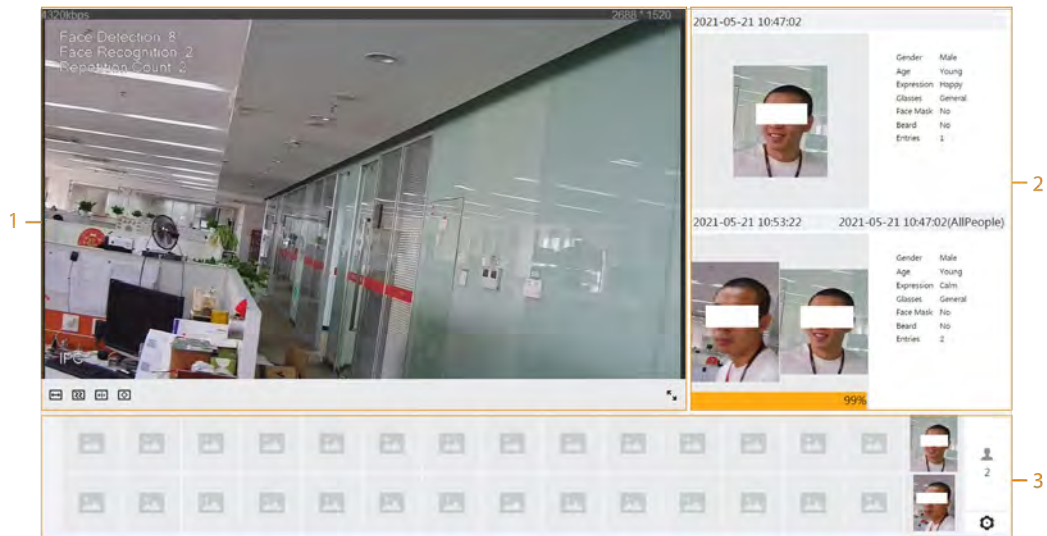 4320kbps
2688 * 1520
Face Detection 8
Face Recognition 2
Repetition Count 2
IPC
1
2021-05-21 10:47:02
Gender Male
Age Young
Expression Happy
Glasses General
Face Mask No
Beard No
Entries 1
2
2021-05-21 10:53:22 2021-05-21 10:47:02(AllPeople)
Gender Male
Age Young
Expression Calm
Glasses General
Face Mask No
Beard No
Entries 2
99%
2
3